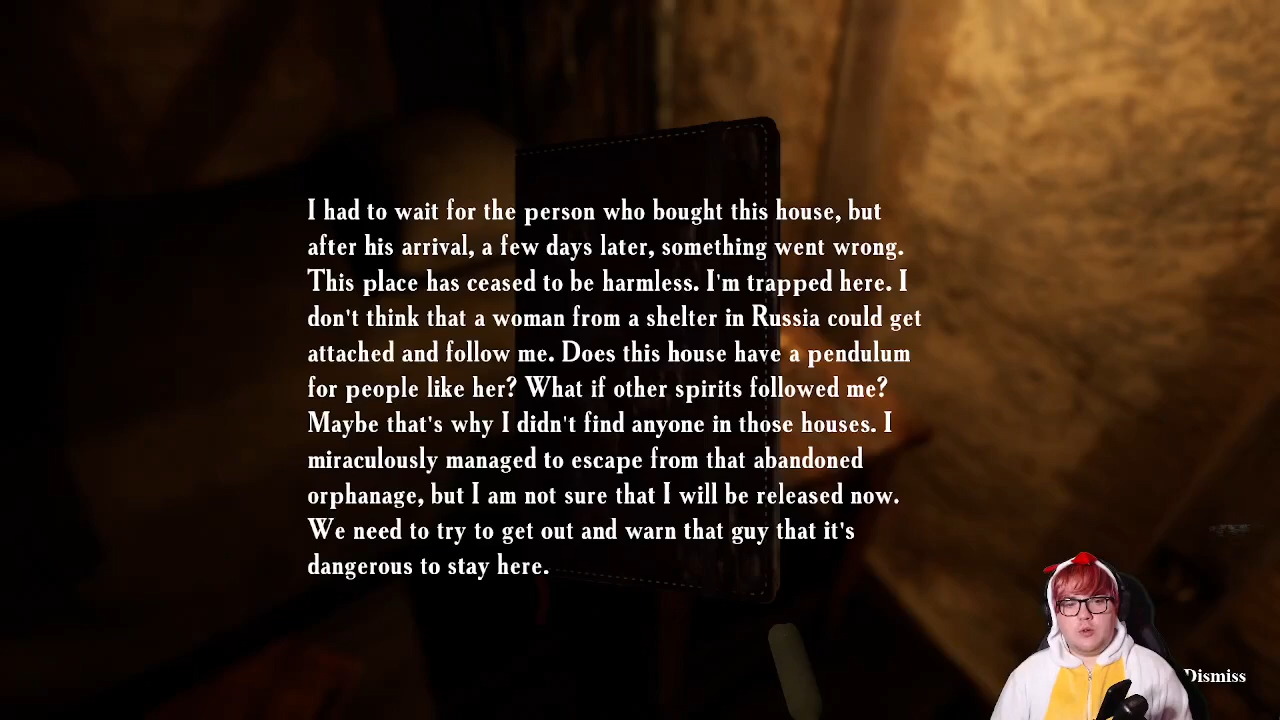 I had to wait for the person who bought this house, but
after his arrival, a few days later, something went wrong.
This place has ceased to be harmless. I'm trapped here. I
don't think that a woman from a shelter in Russia could get
attached and follow me. Does this house have a pendulum
for people like her? What if other spirits followed me?
Maybe that's why I didn't find anyone in those houses. I
miraculously managed to escape from that abandoned
orphanage, but I am not sure that I will be released now.
We need to try to get out and warn that guy that it's
dangerous to stay here.
Dismiss